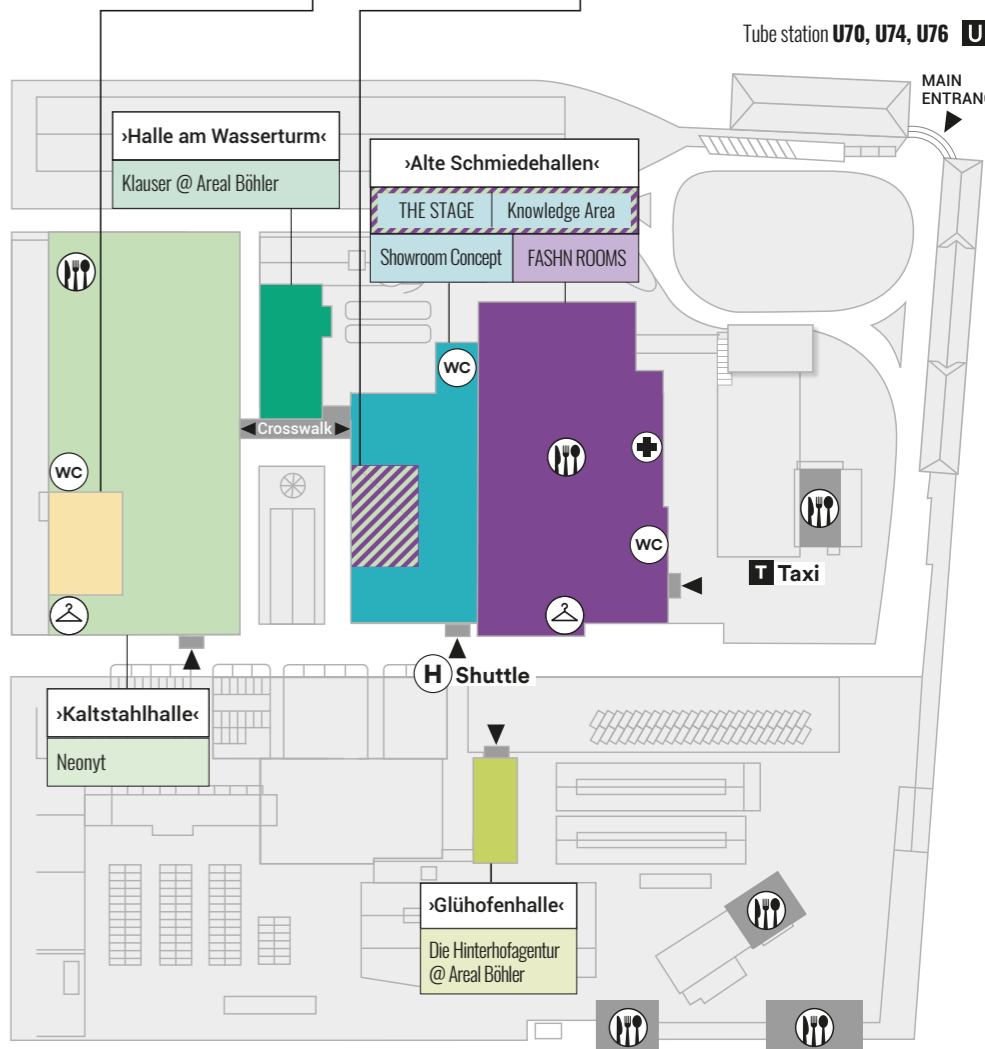 Tube station U70, U74, U76 U
MAIN
ENTRANC
›Halle am Wasserturm‹
Klauser @ Areal Böhler
›Alte Schmiedehallen‹
THE STAGE Knowledge Area
Showroom Concept FASHN ROOMS
WC
Crosswalk
WC
WC
T Taxi
H Shuttle
›Kaltstahlhalle‹
Neonyt
›Glühofenhalle‹
Die Hinterhofagentur
@ Areal Böhler